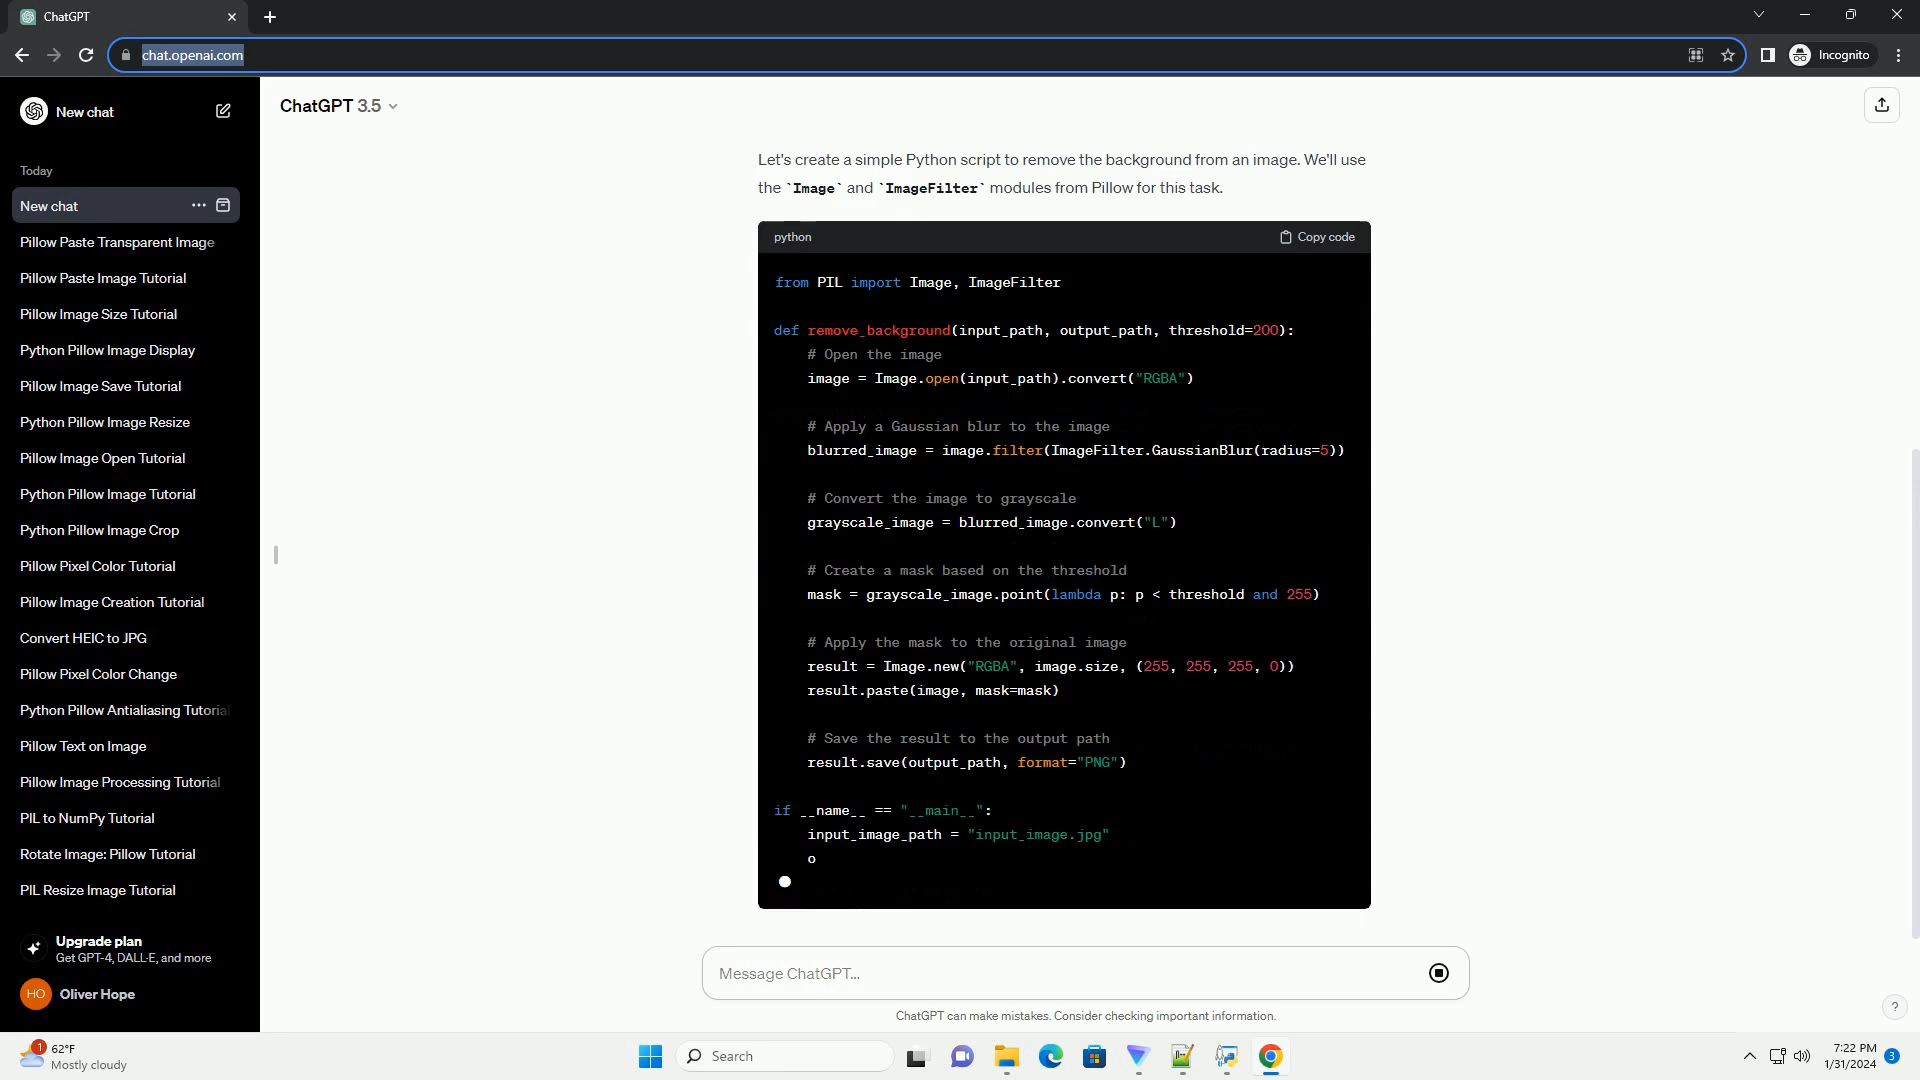 ChatGPT
chat.openai.com
Incognito
New chat
ChatGPT 3.5
Today
New chat
Pillow Paste Transparent Image
Pillow Paste Image Tutorial
Pillow Image Size Tutorial
Python Pillow Image Display
Pillow Image Save Tutorial
Python Pillow Image Resize
Pillow Image Open Tutorial
Python Pillow Image Tutorial
Python Pillow Image Crop
Pillow Pixel Color Tutorial
Pillow Image Creation Tutorial
Convert HEIC to JPG
Pillow Pixel Color Change
Python Pillow Antialiasing Tutorial
Pillow Text on Image
Pillow Image Processing Tutorial
PIL to NumPy Tutorial
Rotate Image: Pillow Tutorial
PIL Resize Image Tutorial
Upgrade plan
Get GPT-4, DALL·E, and more
HO Oliver Hope
Let's create a simple Python script to remove the background from an image. We'll use
the `Image` and `ImageFilter` modules from Pillow for this task.
python Copy code
from PIL import Image, ImageFilter
def remove_background(input_path, output_path, threshold=200):
# Open the image
image = Image.open(input_path).convert("RGBA")
# Apply a Gaussian blur to the image
blurred_image = image.filter(ImageFilter.GaussianBlur(radius=5))
# Convert the image to grayscale
grayscale_image = blurred_image.convert("L")
# Create a mask based on the threshold
mask = grayscale_image.point(lambda p: p < threshold and 255)
# Apply the mask to the original image
result = Image.new("RGBA", image.size, (255, 255, 255, 0))
result.paste(image, mask=mask)
# Save the result to the output path
result.save(output_path, format="PNG")
if __name__ == "__main__":
input_image_path = "input_image.jpg"
o
Message ChatGPT...
ChatGPT can make mistakes. Consider checking important information.
?
1
62°F
Mostly cloudy
Search
7:22 PM
1/31/2024
3